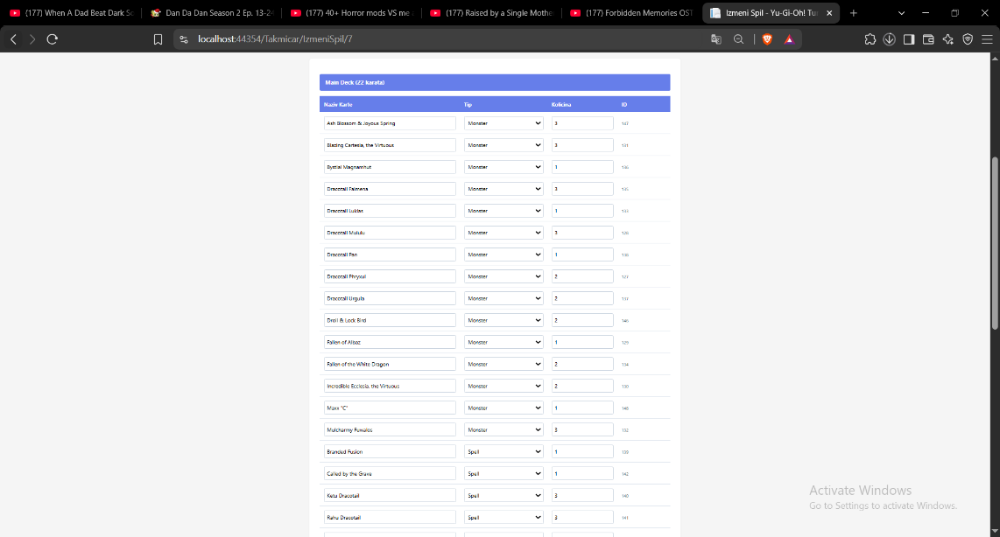 (177) When A Dad Beat Dark So
Dan Da Dan Season 2 Ep. 13-24
(177) 40+ Horror mods VS me
(177) Raised by a Single Mothe
(177) Forbidden Memories OST
Izmeni Spil - Yu-Gi-Oh! Tur
localhost:44354/Takmicar/IzmeniSpil/7
Main Deck (22 karata)
Naziv Karte Tip Kolicina ID
Ash Blossom & Joyous Spring Monster 3 147
Blazing Cartesia, the Virtuous Monster 3 131
Bystial Magnamhut Monster 1 136
Dracotail Faimena Monster 3 135
Dracotail Lukias Monster 1 133
Dracotail Mululu Monster 3 128
Dracotail Pan Monster 1 138
Dracotail Phryxul Monster 2 127
Dracotail Urgula Monster 2 137
Droll & Lock Bird Monster 2 146
Fallen of Albaz Monster 1 129
Fallen of the White Dragon Monster 2 134
Incredible Ecclesia, the Virtuous Monster 2 130
Maxx "C" Monster 1 148
Mulcharmy Fuwalos Monster 3 132
Branded Fusion Spell 1 139
Called by the Grave Spell 1 142
Ketu Dracotail Spell 3 140
Rahu Dracotail Spell 3 141
Activate Windows
Go to Settings to activate Windows.